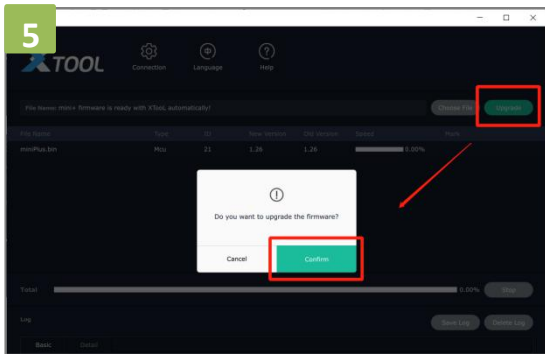 5
XTOOL
Connection
Language
Help
File Name: mini+ firmware is ready with XTooL automatically!
Choose File
Upgrade
File Name Type ID New Version Old Version Speed Mark
miniPlus.bin Mcu 21 1.26 1.26 0.00%
Do you want to upgrade the firmware?
Cancel
Confirm
Total 0.00% Stop
Log
Save Log
Delete Log
Basic Detail